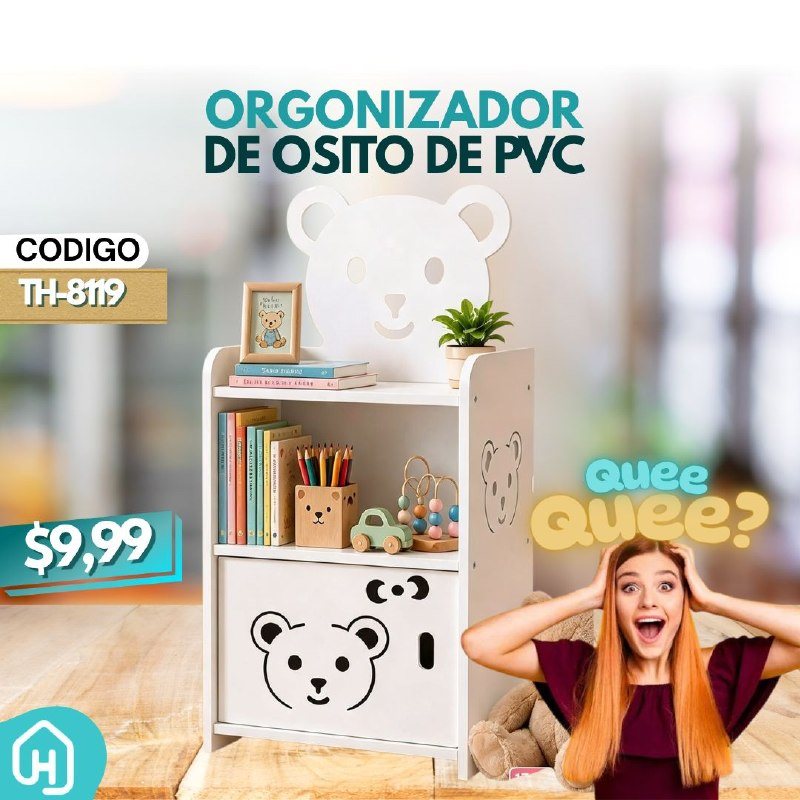 ORGONIZADOR
DE OSITO DE PVC
CODIGO
TH-8119
$9,99
Quee
Quee?